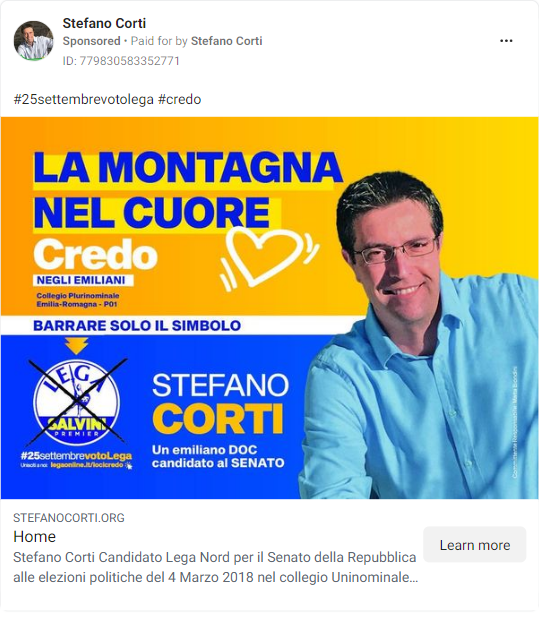 Stefano Corti
Sponsored • Paid for by Stefano Corti
ID: 779830583352771
#25settembrevotolega #credo
LA MONTAGNA
NEL CUORE
Credo
NEGLI EMILIANI
Collegio Plurinominale
Emilia-Romagna - P01
BARRARE SOLO IL SIMBOLO
LEGA
SALVINI
PREMIER
#25settembrevotoLega
Unisciti a noi legaonline.it/iocicredo
STEFANO
CORTI
Un emiliano DOC
candidato al SENATO
STEFANOCORTI.ORG
Home
Stefano Corti Candidato Lega Nord per il Senato della Repubblica
alle elezioni politiche del 4 Marzo 2018 nel collegio Uninominale...
Learn more